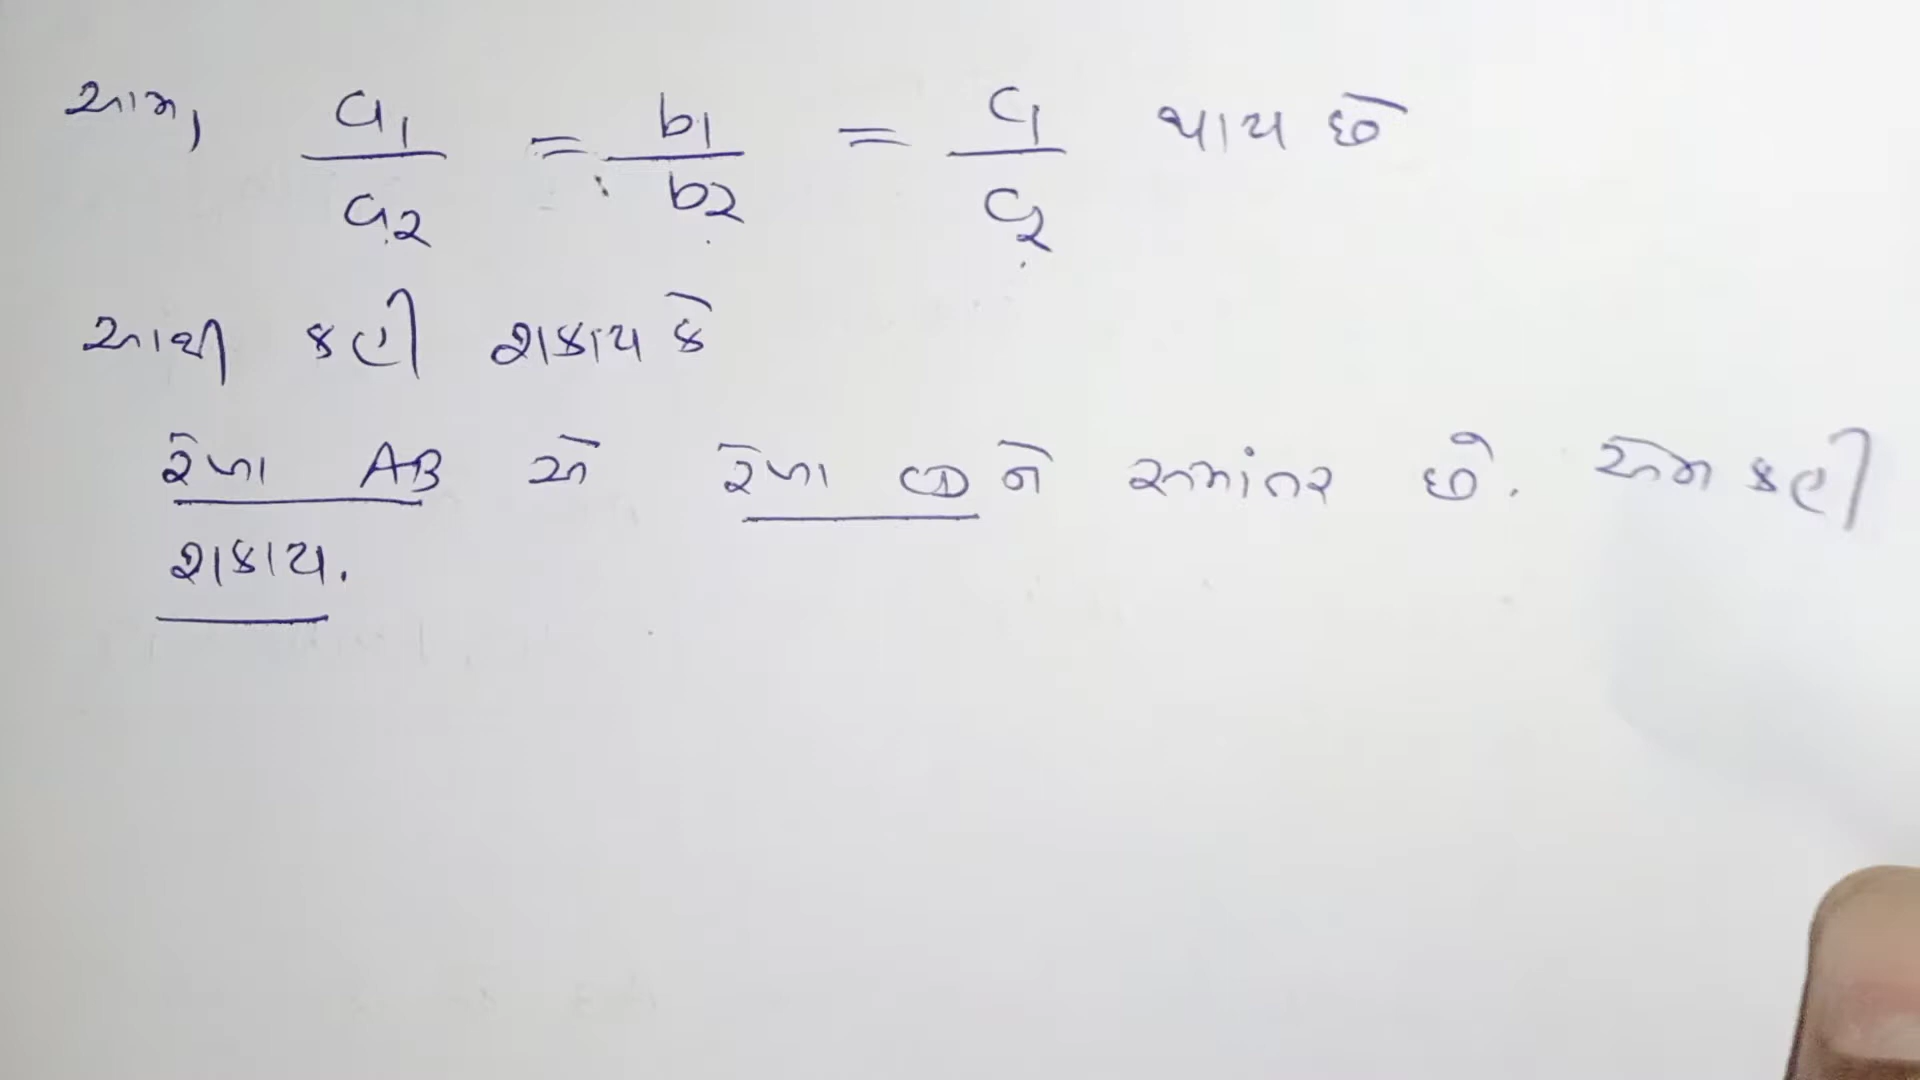 આમ, a1/a2 = b1/b2 = c1/c2 થાય છે
આથી કહી શકાય કે
રેખા AB એ રેખા CD ને સમાંતર છે. એમ કહી
શકાય.